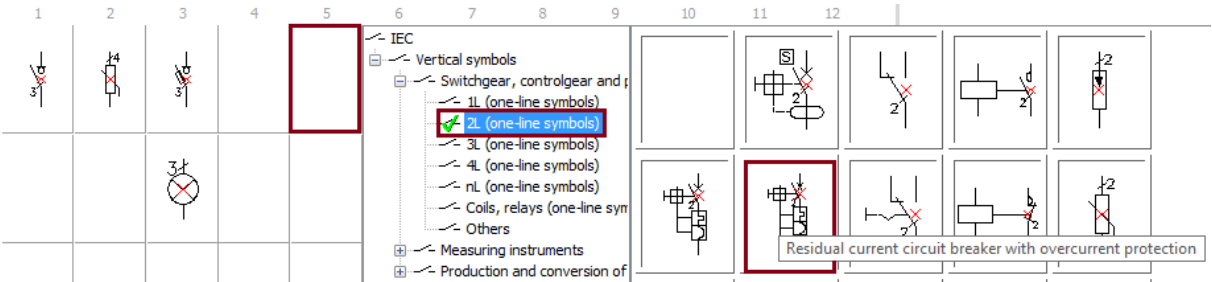 1 2 3 4 5 6 7 8 9 10 11 12
IEC
Vertical symbols
Switchgear, controlgear and p
1L (one-line symbols)
2L (one-line symbols)
3L (one-line symbols)
4L (one-line symbols)
nL (one-line symbols)
Coils, relays (one-line sym
Others
Measuring instruments
Production and conversion of
3
4
3
3
S
2
2
2
2
2
2
2
2
2
Residual current circuit breaker with overcurrent protection